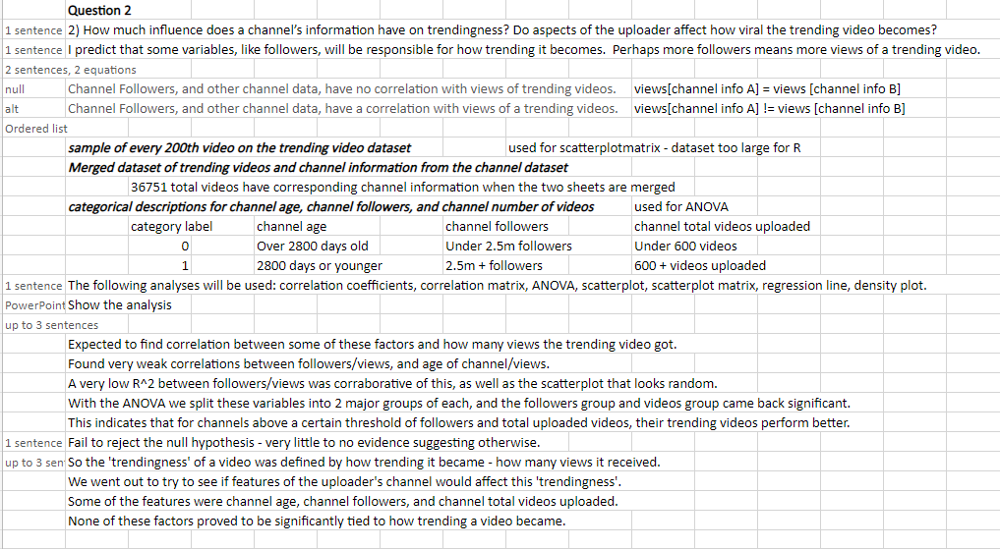 Question 2
1 sentence 2) How much influence does a channel's information have on trendingness? Do aspects of the uploader affect how viral the trending video becomes?
1 sentence I predict that some variables, like followers, will be responsible for how trending it becomes. Perhaps more followers means more views of a trending video.
2 sentences, 2 equations
null Channel Followers, and other channel data, have no correlation with views of trending videos. views[channel info A] = views [channel info B]
alt Channel Followers, and other channel data, have a correlation with views of a trending videos. views[channel info A] != views [channel info B]
Ordered list
sample of every 200th video on the trending video dataset used for scatterplotmatrix - dataset too large for R
Merged dataset of trending videos and channel information from the channel dataset
36751 total videos have corresponding channel information when the two sheets are merged
categorical descriptions for channel age, channel followers, and channel number of videos used for ANOVA
category label channel age channel followers channel total videos uploaded
0 Over 2800 days old Under 2.5m followers Under 600 videos
1 2800 days or younger 2.5m + followers 600 + videos uploaded
1 sentence The following analyses will be used: correlation coefficients, correlation matrix, ANOVA, scatterplot, scatterplot matrix, regression line, density plot.
PowerPoint Show the analysis
up to 3 sentences
Expected to find correlation between some of these factors and how many views the trending video got.
Found very weak correlations between followers/views, and age of channel/views.
A very low R^2 between followers/views was corraborative of this, as well as the scatterplot that looks random.
With the ANOVA we split these variables into 2 major groups of each, and the followers group and videos group came back significant.
This indicates that for channels above a certain threshold of followers and total uploaded videos, their trending videos perform better.
1 sentence Fail to reject the null hypothesis - very little to no evidence suggesting otherwise.
up to 3 sen So the 'trendingness' of a video was defined by how trending it became - how many views it received.
We went out to try to see if features of the uploader's channel would affect this 'trendingness'.
Some of the features were channel age, channel followers, and channel total videos uploaded.
None of these factors proved to be significantly tied to how trending a video became.